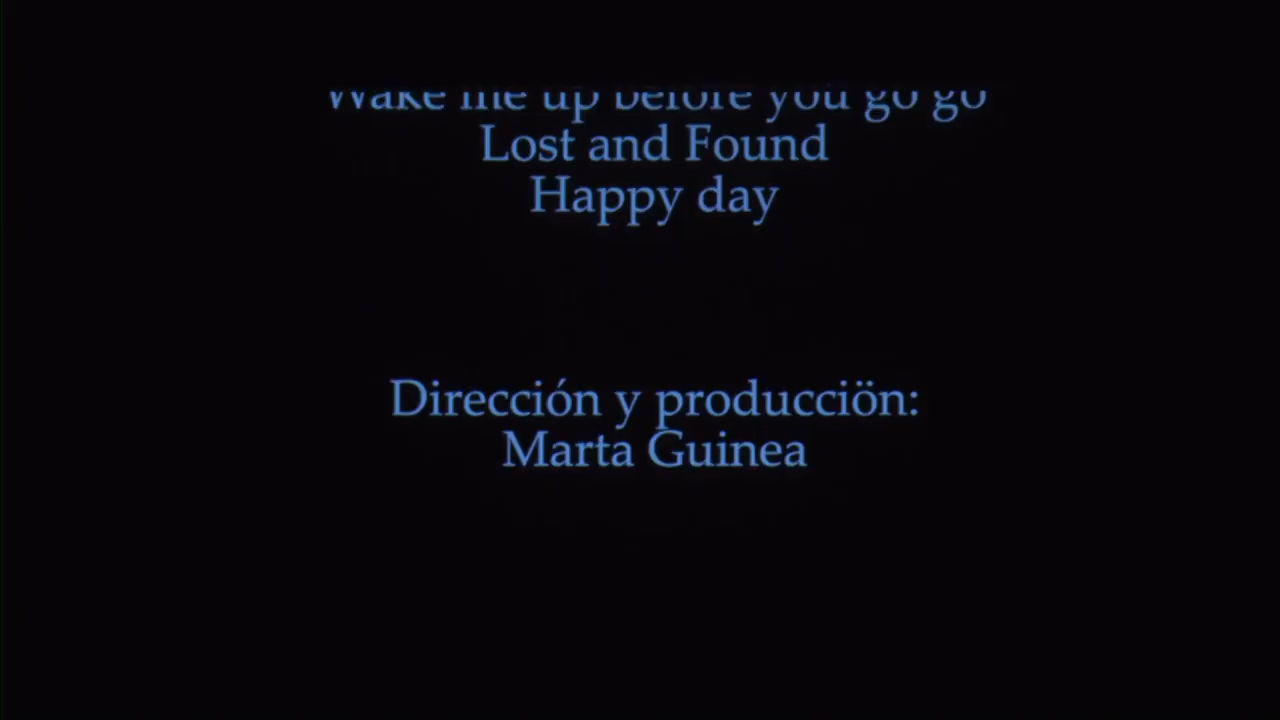 Wake me up before you go go
Lost and Found
Happy day
Dirección y producciön:
Marta Guinea